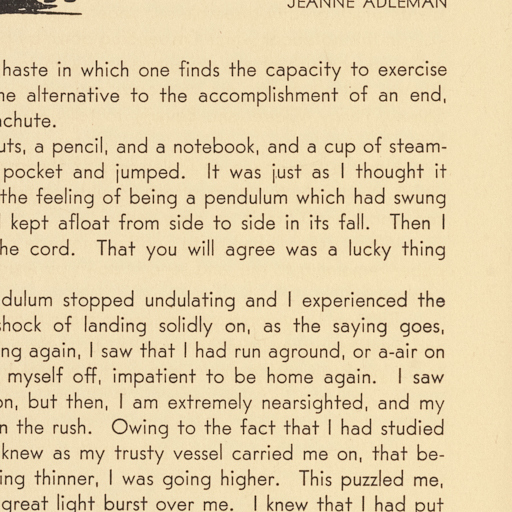 JEANNE ADLEMAN
haste in which one finds the capacity to exercise
ne alternative to the accomplishment of an end,
achute.
uts, a pencil, and a notebook, and a cup of steam-
pocket and jumped. It was just as I thought it
the feeling of being a pendulum which had swung
kept afloat from side to side in its fall. Then I
he cord. That you will agree was a lucky thing
dulum stopped undulating and I experienced the
shock of landing solidly on, as the saying goes,
ng again, I saw that I had run aground, or a-air on
myself off, impatient to be home again. I saw
on, but then, I am extremely nearsighted, and my
n the rush. Owing to the fact that I had studied
knew as my trusty vessel carried me on, that be-
ing thinner, I was going higher. This puzzled me,
great light burst over me. I knew that I had put